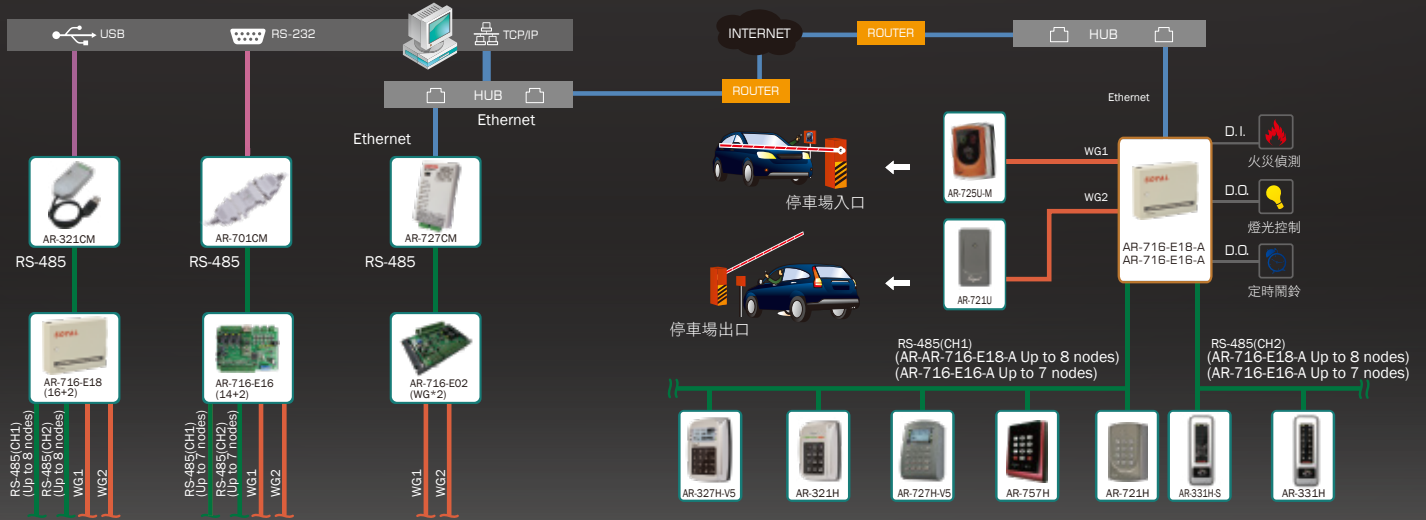 USB
RS-232
TCP/IP
INTERNET
ROUTER
HUB
HUB
ROUTER
Ethernet
Ethernet
Ethernet
AR-321CM
AR-701CM
AR-727CM
RS-485
RS-485
RS-485
SOYAL
AR-716-E18
(16+2)
AR-716-E16
(14+2)
AR-716-E02
(WG*2)
RS-485(CH1)
(Up to 8 nodes)
RS-485(CH2)
(Up to 8 nodes)
WG1
WG2
RS-485(CH1)
(Up to 7 nodes)
RS-485(CH2)
(Up to 7 nodes)
WG1
WG2
WG1
WG2
停車場入口
停車場出口
AR-725U-M
AR-721U
WG1
WG2
SOYAL
AR-716-E18-A
AR-716-E16-A
D.I.
火災偵測
D.O.
燈光控制
D.O.
定時鬧鈴
RS-485(CH1)
(AR-AR-716-E18-A Up to 8 nodes)
(AR-716-E16-A Up to 7 nodes)
RS-485(CH2)
(AR-716-E18-A Up to 8 nodes)
(AR-716-E16-A Up to 7 nodes)
AR-327H-V5
AR-321H
AR-727H-V5
AR-757H
AR-721H
AR-331H-S
AR-331H